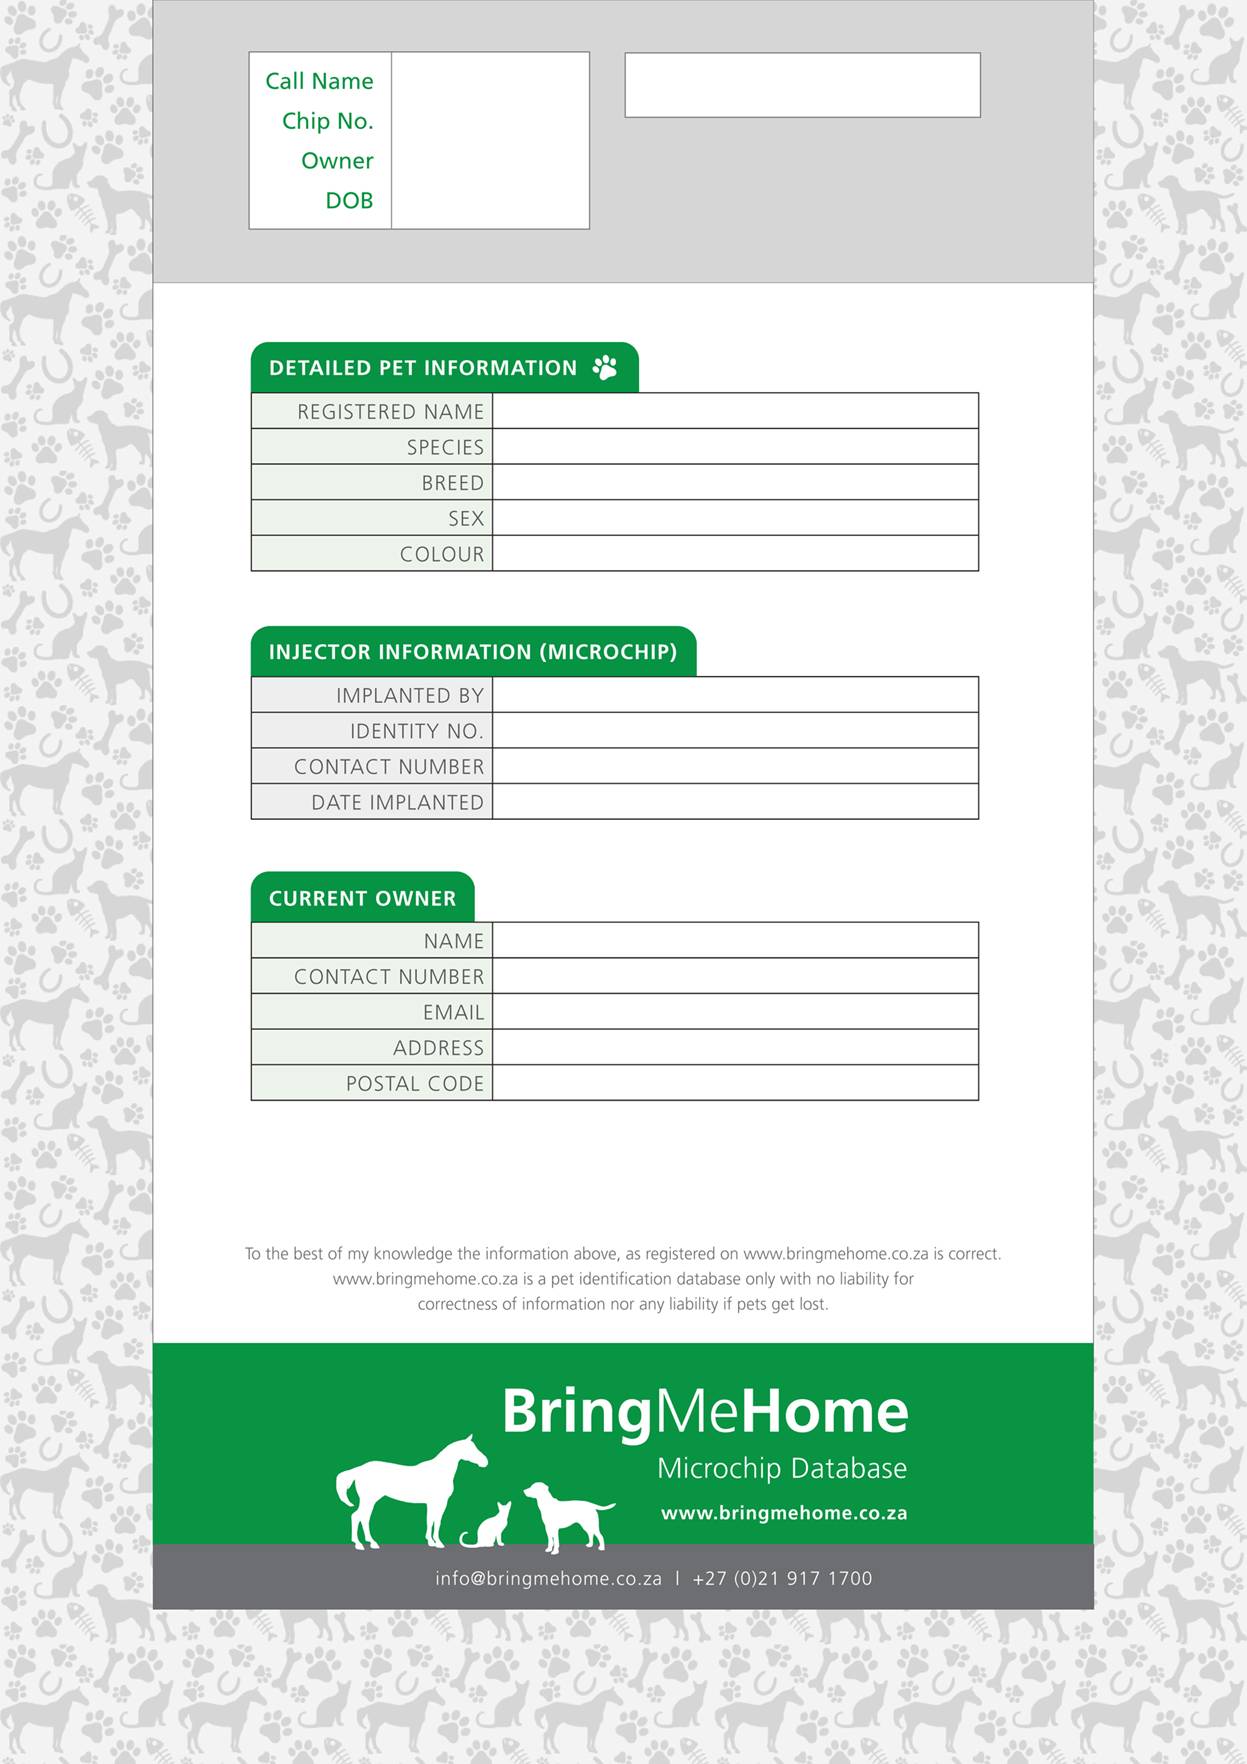 Call Name
Chip No.
Owner
DOB
DETAILED PET INFORMATION
REGISTERED NAME
SPECIES
BREED
SEX
COLOUR
INJECTOR INFORMATION (MICROCHIP)
IMPLANTED BY
IDENTITY NO.
CONTACT NUMBER
DATE IMPLANTED
CURRENT OWNER
NAME
CONTACT NUMBER
EMAIL
ADDRESS
POSTAL CODE
To the best of my knowledge the information above, as registered on www.bringmehome.co.za is correct.
www.bringmehome.co.za is a pet identification database only with no liability for
correctness of information nor any liability if pets get lost.
BringMeHome
Microchip Database
www.bringmehome.co.za
info@bringmehome.co.za | +27 (0)21 917 1700